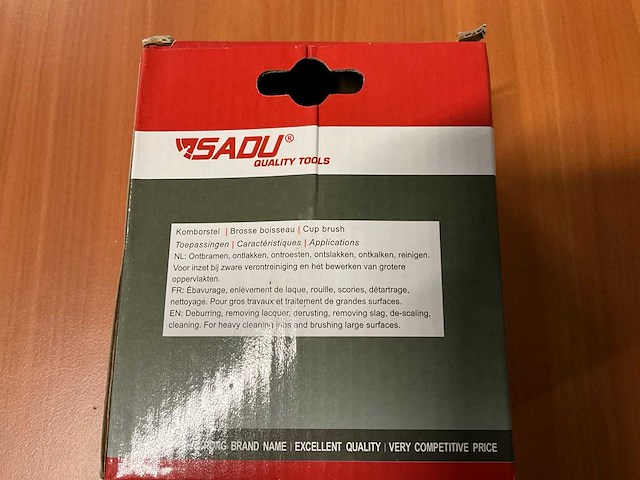 SADU®
QUALITY TOOLS
Komborstel | Brosse boisseau | Cup brush
Toepassingen | Caractéristiques | Applications
NL: Ontbramen, ontlakken, ontroesten, ontslakken, ontkalken, reinigen.
Voor inzet bij zware verontreiniging en het bewerken van grotere
oppervlakten.
FR: Ébavurage, enlèvement de laque, rouille, scories, détartrage,
nettoyagé. Pour gros travaux et traitement de grandes surfaces.
EN: Deburring, removing lacquer, derusting, removing slag, de-scaling,
cleaning. For heavy cleaning jobs and brushing large surfaces.
BRAND NAME | EXCELLENT QUALITY | VERY COMPETITIVE PRICE